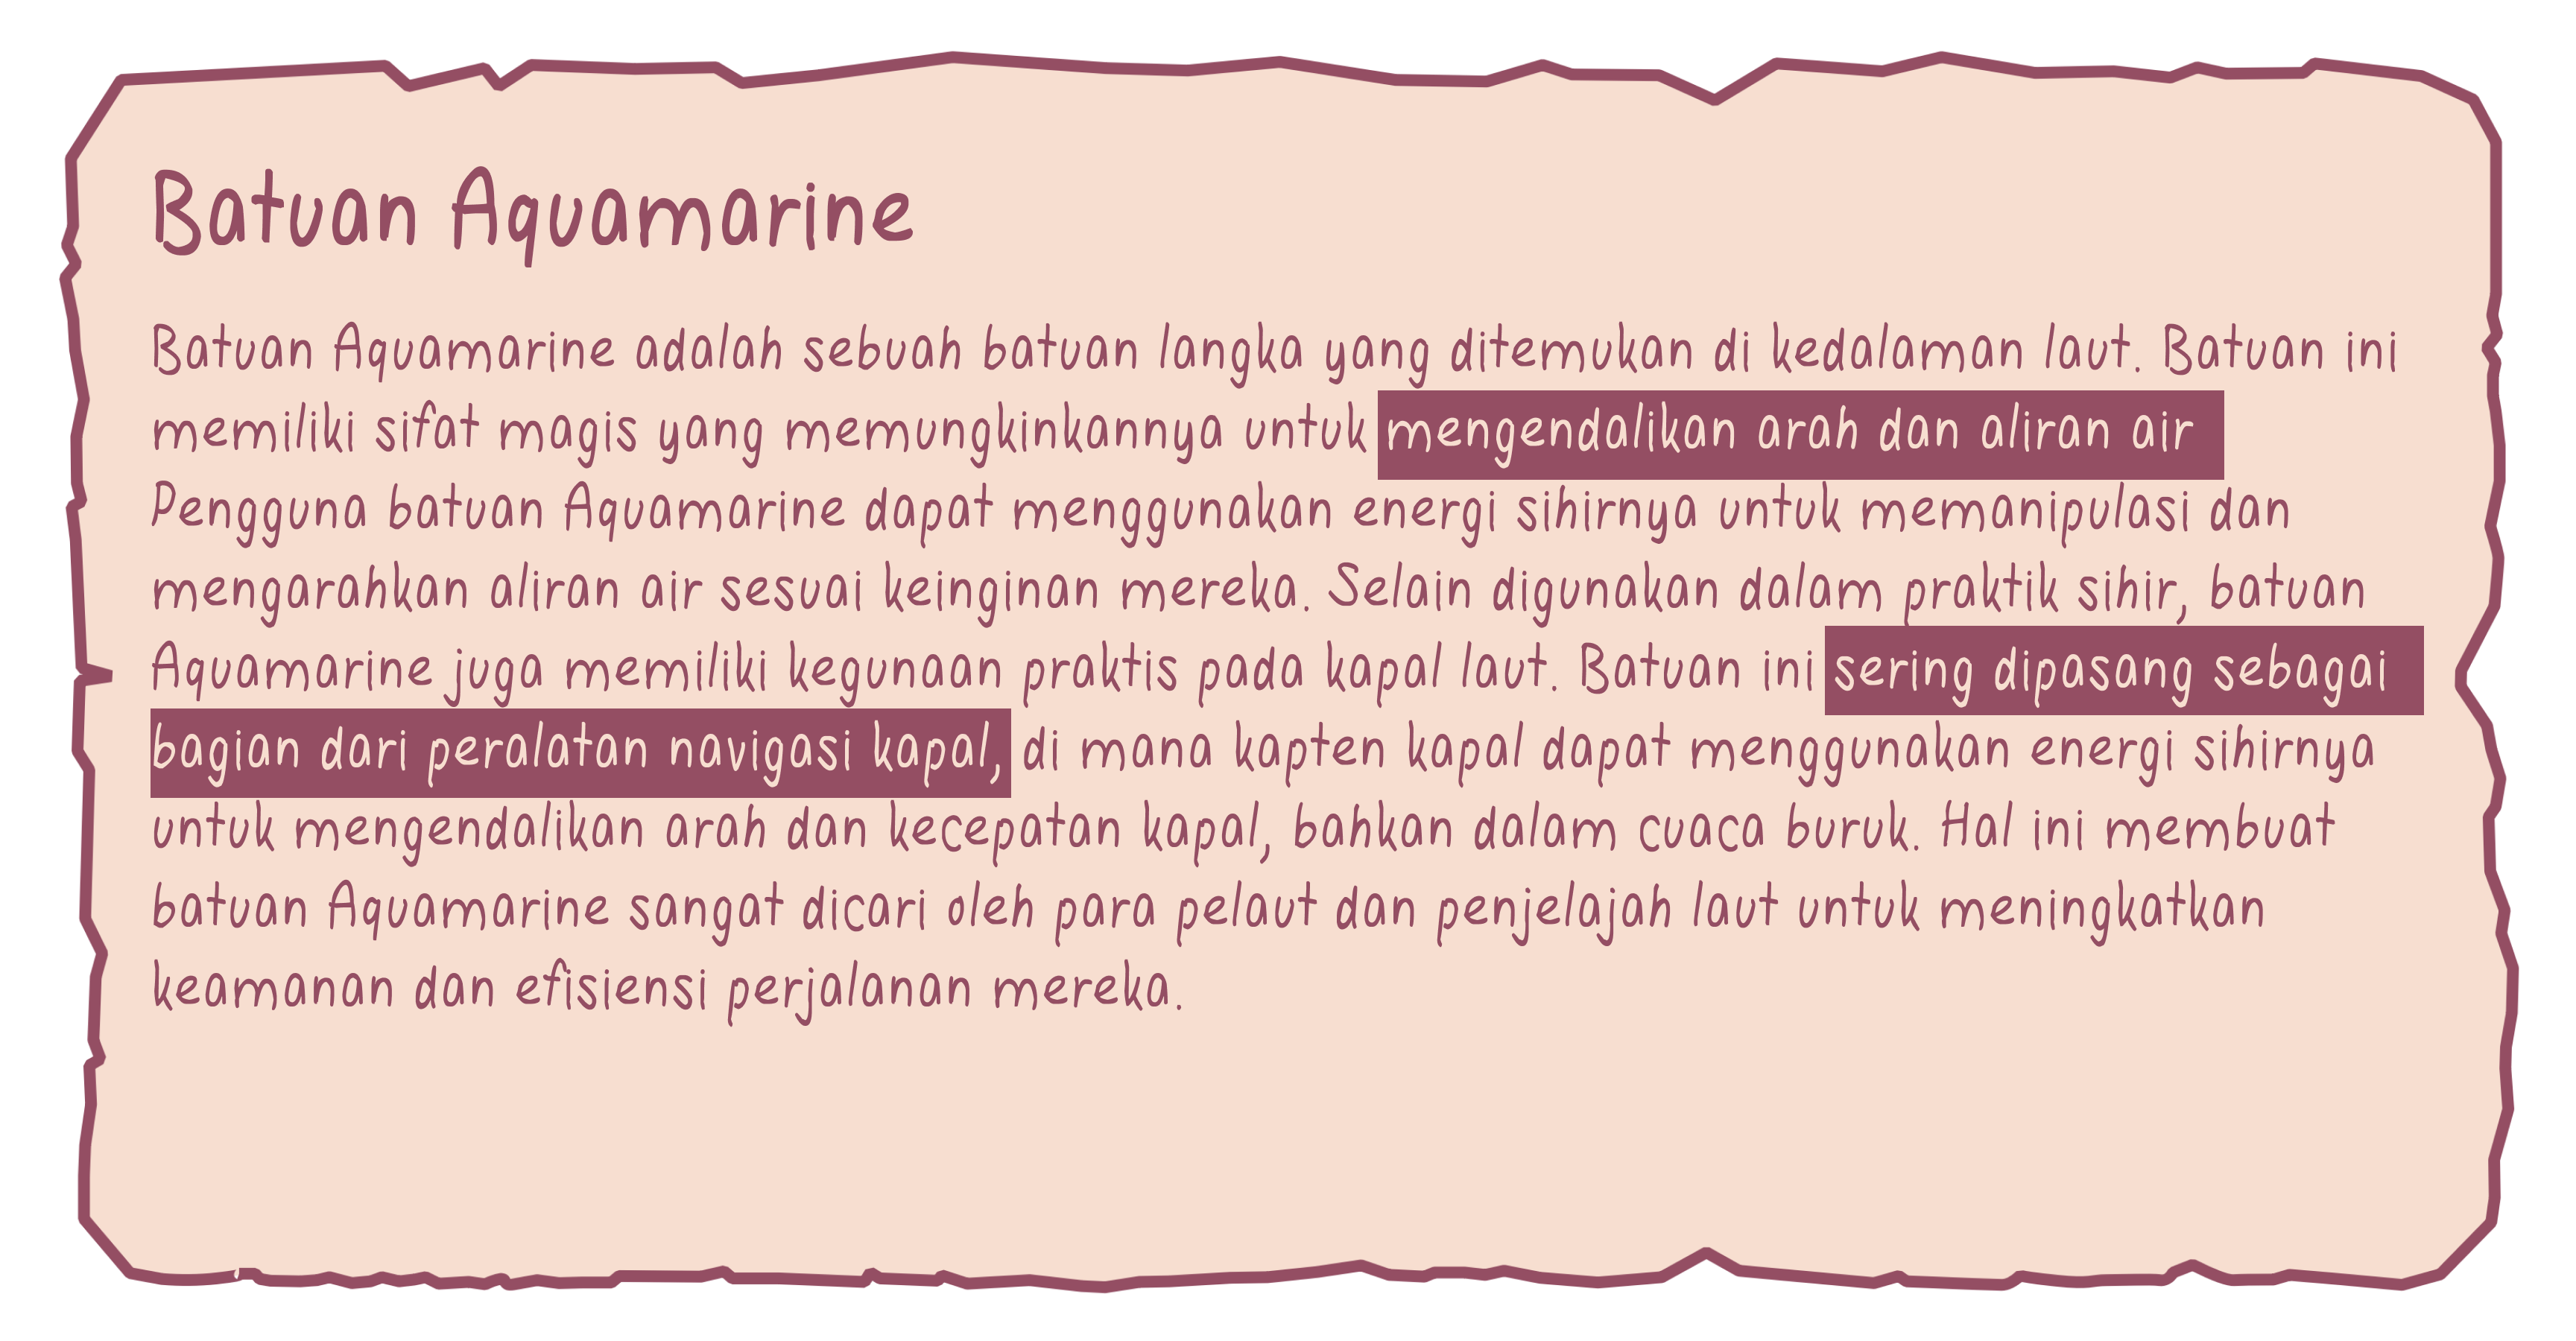 Batuan Aquamarine
Batuan Aquamarine adalah sebuah batuan langka yang ditemukan di kedalaman laut. Batuan ini
memiliki sifat magis yang memungkinkannya untuk mengendalikan arah dan aliran air
Pengguna batuan Aquamarine dapat menggunakan energi sihirnya untuk memanipulasi dan
mengarahkan aliran air sesuai keinginan mereka. Selain digunakan dalam praktik sihir, batuan
Aquamarine juga memiliki kegunaan praktis pada kapal laut. Batuan ini sering dipasang sebagai
bagian dari peralatan navigasi kapal, di mana kapten kapal dapat menggunakan energi sihirnya
untuk mengendalikan arah dan kecepatan kapal, bahkan dalam cuaca buruk. Hal ini membuat
batuan Aquamarine sangat dicari oleh para pelaut dan penjelajah laut untuk meningkatkan
keamanan dan efisiensi perjalanan mereka.